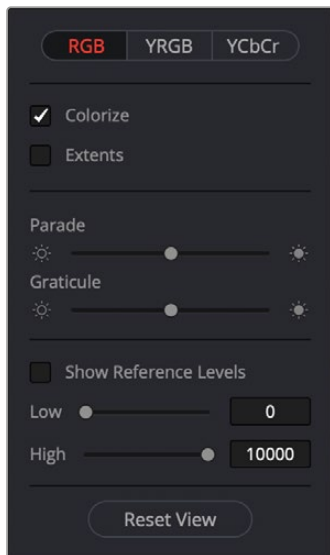 RGB YRGB YCbCr
Colorize
Extents
Parade
Graticule
Show Reference Levels
Low 0
High 10000
Reset View